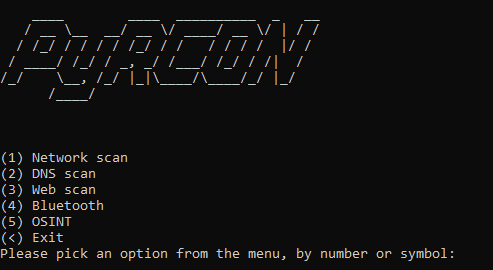 PyRECON
(1) Network scan
(2) DNS scan
(3) Web scan
(4) Bluetooth
(5) OSINT
(<) Exit
Please pick an option from the menu, by number or symbol: